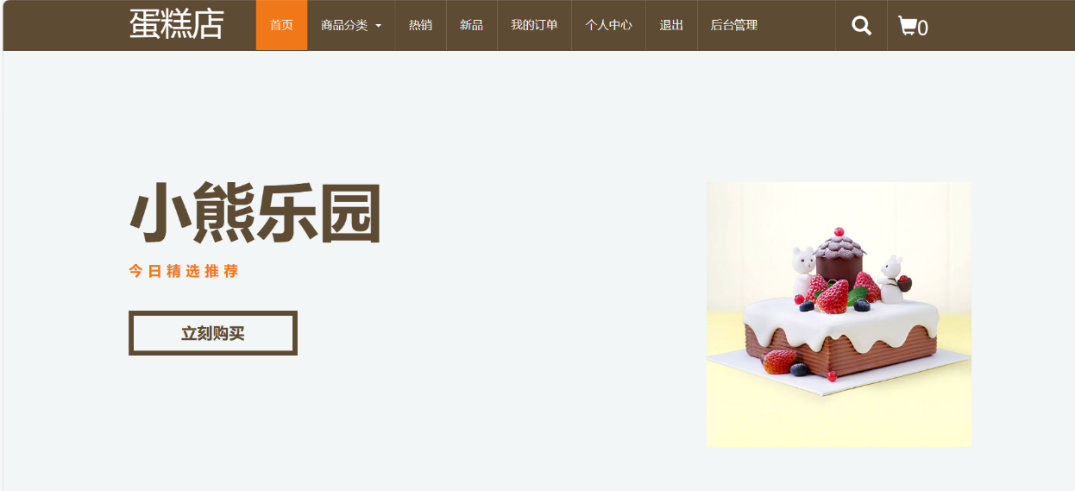 蛋糕店 首页 商品分类 热销 新品 我的订单 个人中心 退出 后台管理 0
小熊乐园
今日精选推荐
立刻购买